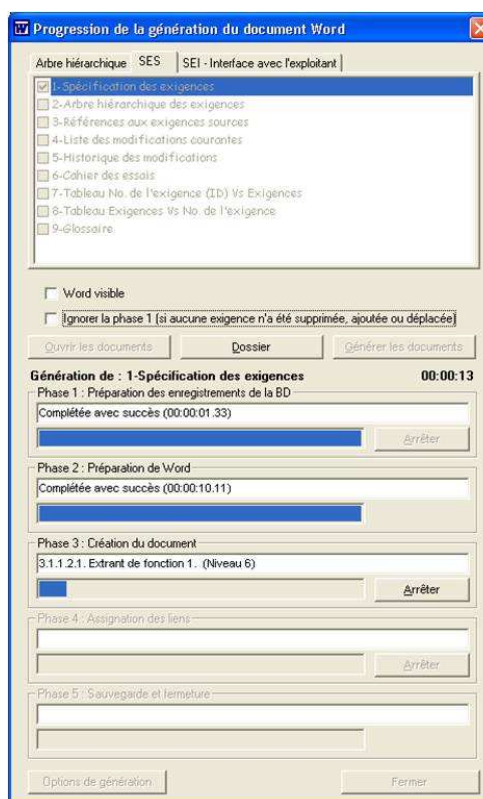 Progression de la génération du document Word
Arbre hiérarchique SES SEI - Interface avec l'exploitant
1-Spécification des exigences
2-Arbre hiérarchique des exigences
3-Références aux exigences sources
4-Liste des modifications courantes
5-Historique des modifications
6-Cahier des essais
7-Tableau No. de l'exigence (ID) Vs Exigences
8-Tableau Exigences Vs No. de l'exigence
9-Glossaire
Word visible
Ignorer la phase 1 (si aucune exigence n'a été supprimée, ajoutée ou déplacée)
Ouvrir les documents Dossier Générer les documents
Génération de : 1-Spécification des exigences 00:00:13
Phase 1 : Préparation des enregistrements de la BD
Complétée avec succès (00:00:01.33)
Arrêter
Phase 2 : Préparation de Word
Complétée avec succès (00:00:10.11)
Phase 3 : Création du document
3.1.1.2.1. Extrant de fonction 1. (Niveau 6)
Arrêter
Phase 4 : Assignation des liens
Arrêter
Phase 5 : Sauvegarde et fermeture
Options de génération Fermer